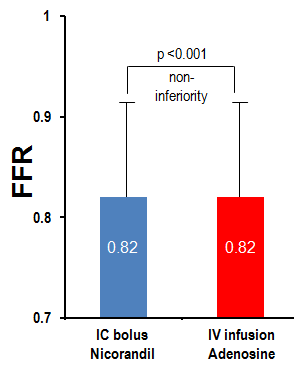 1
p <0.001
non-
inferiority
0.9
FFR
0.8
0.82
0.82
0.7
IC bolus
Nicorandil
IV infusion
Adenosine